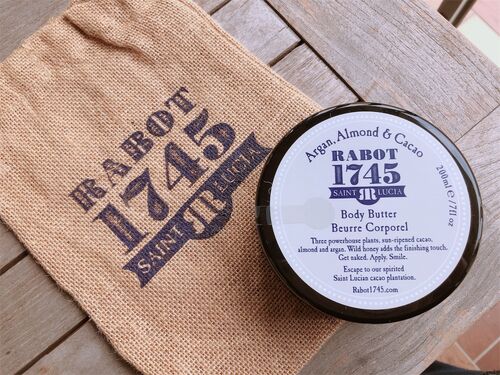 RABOT
1745
SAINT R LUCIA
Argan, Almond & Cacao
RABOT
1745
SAINT R LUCIA
200ml e / 7fl oz
Body Butter
Beurre Corporel
Three powerhouse plants, sun-ripened cacao,
almond and argan. Wild honey adds the finishing touch.
Get naked. Apply. Smile.
Escape to our spirited
Saint Lucian cacao plantation.
Rabot1745.com